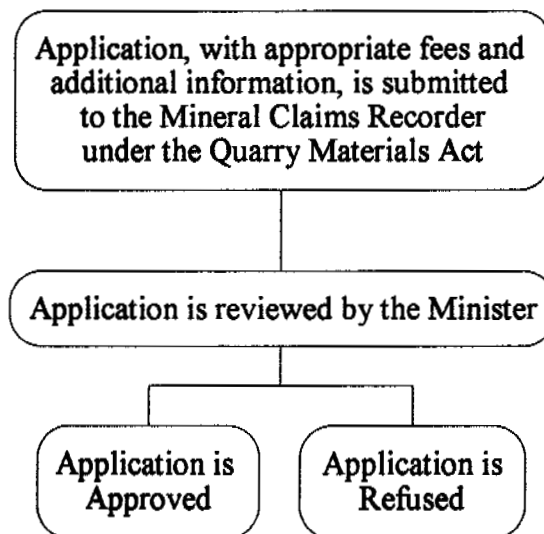 Application, with appropriate fees and
additional information, is submitted
to the Mineral Claims Recorder
under the Quarry Materials Act
Application is reviewed by the Minister
Application is
Approved
Application is
Refused